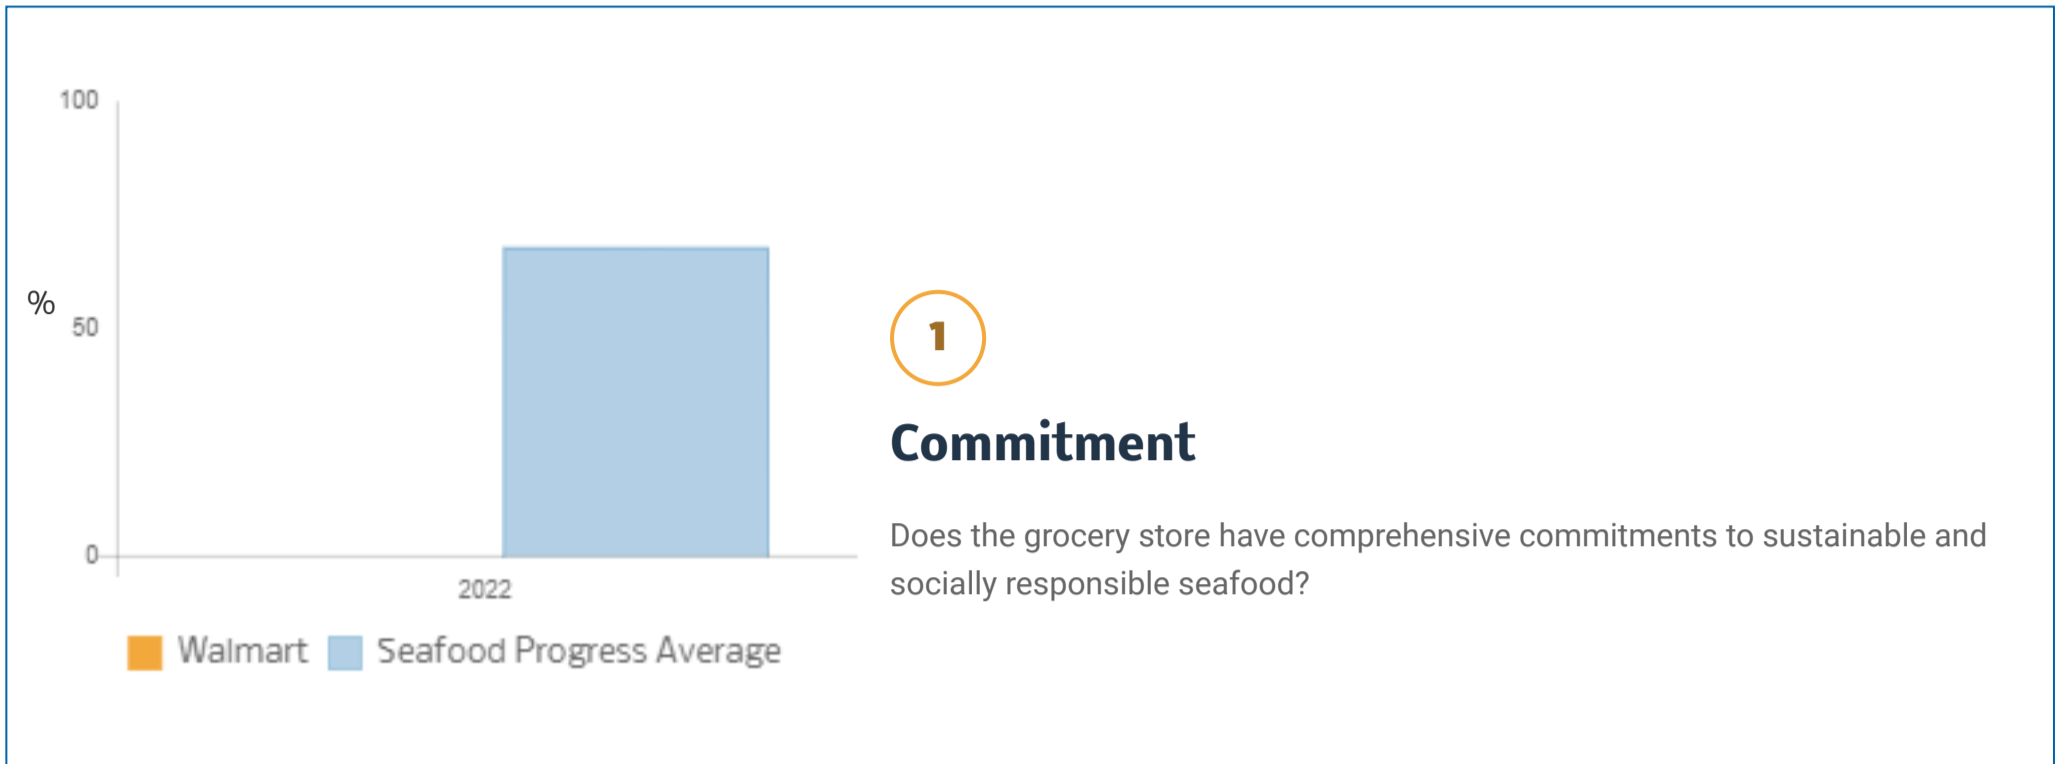 100
%
50
0
2022
Walmart
Seafood Progress Average
1
Commitment
Does the grocery store have comprehensive commitments to sustainable and
socially responsible seafood?